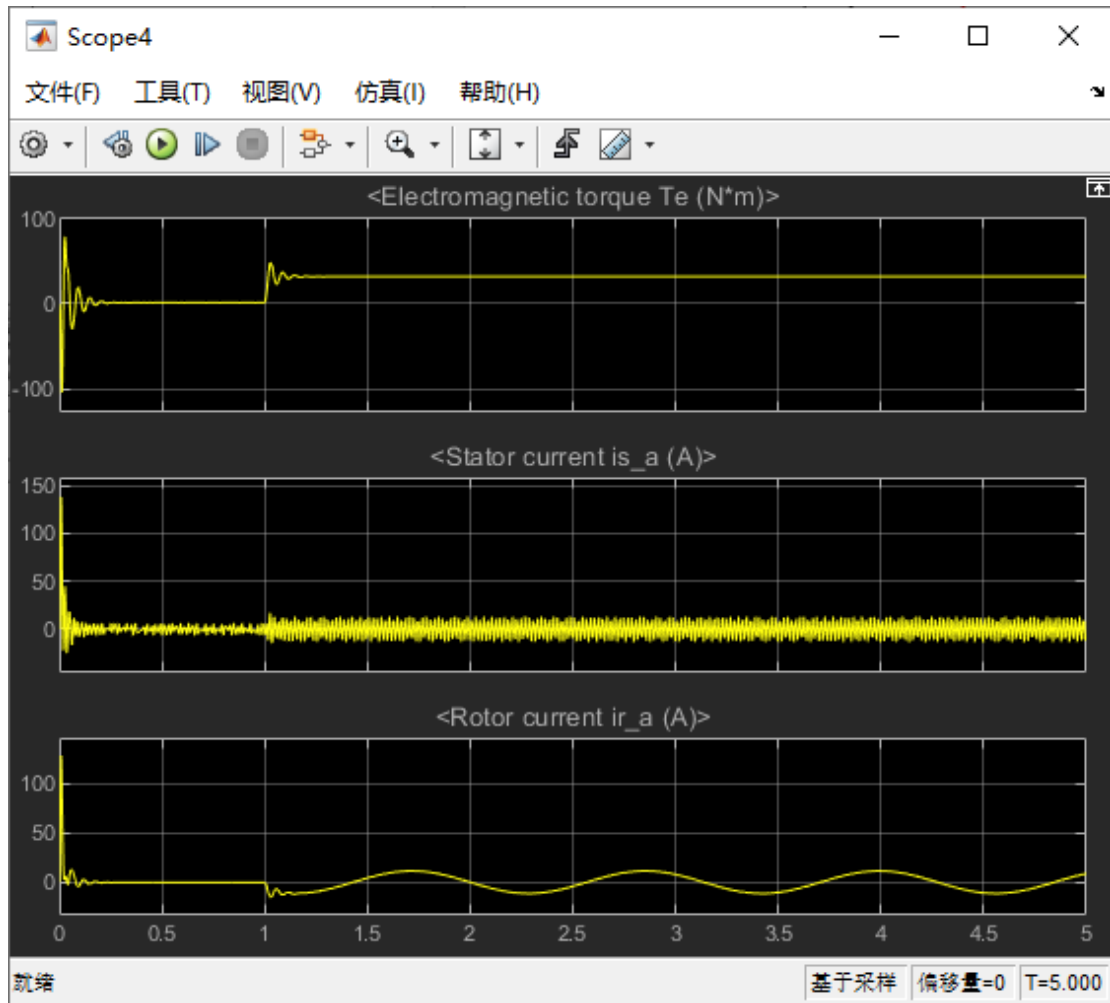 Scope4
文件(F) 工具(T) 视图(V) 仿真(I) 帮助(H)
<Electromagnetic torque Te (N*m)>
100
0
-100
<Stator current is_a (A)>
150
100
50
0
<Rotor current ir_a (A)>
100
50
0
0 0.5 1 1.5 2 2.5 3 3.5 4 4.5 5
就绪 基于采样 偏移量=0 T=5.000